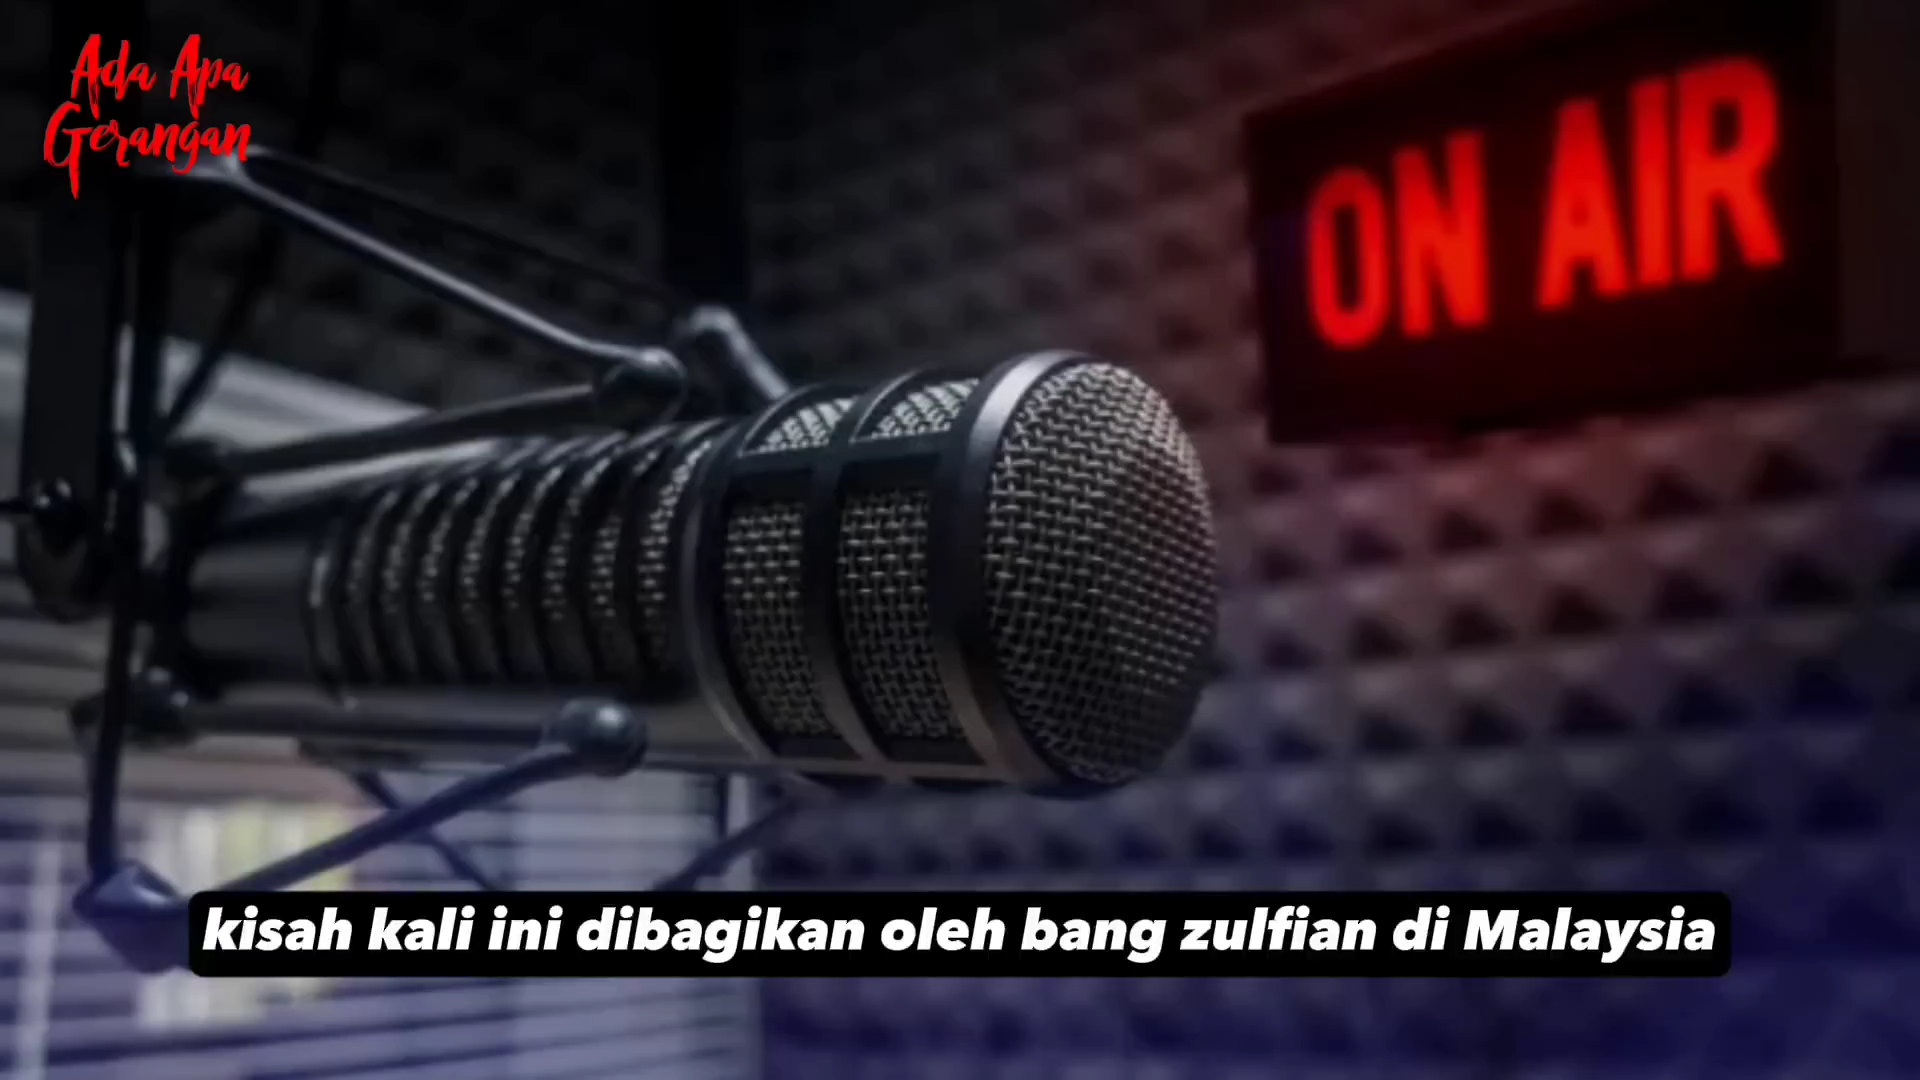 Ada Apa
Gerangan
ON AIR
kisah kali ini dibagikan oleh bang zulfian di Malaysia